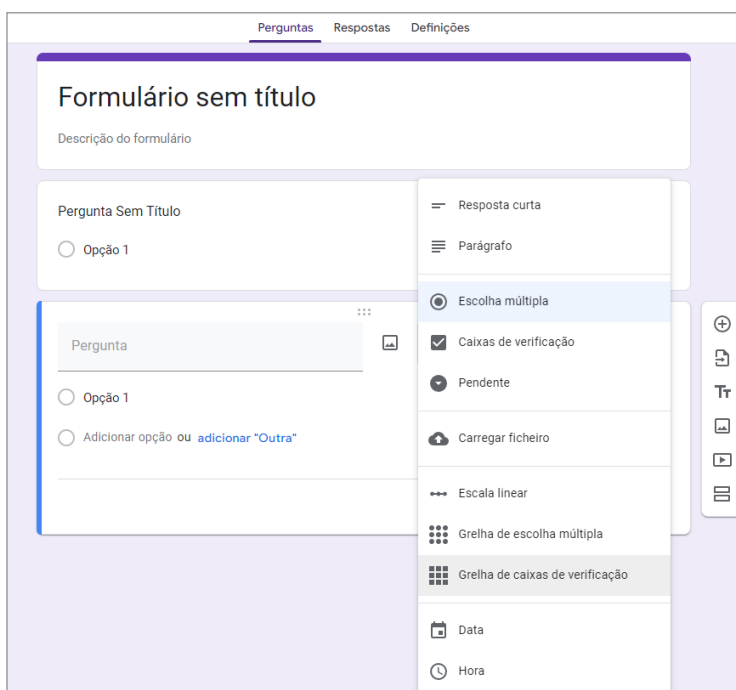 Perguntas Respostas Definições
Formulário sem título
Descrição do formulário
Pergunta Sem Título
Opção 1
Pergunta
Opção 1
Adicionar opção ou adicionar "Outra"
Resposta curta
Parágrafo
Escolha múltipla
Caixas de verificação
Pendente
Carregar ficheiro
Escala linear
Grelha de escolha múltipla
Grelha de caixas de verificação
Data
Hora
Tт